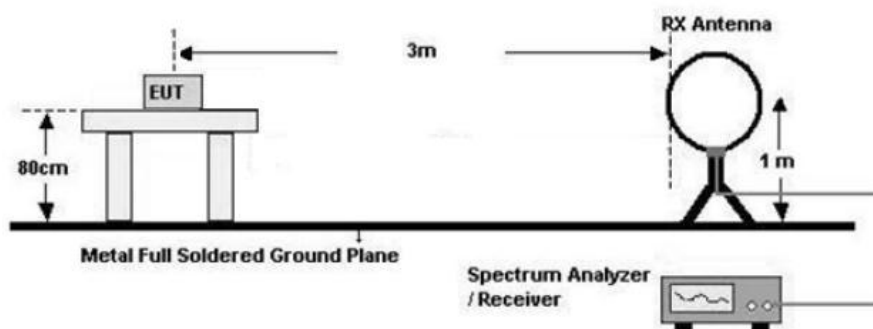 RX Antenna
3m
EUT
80cm
1 m
Metal Full Soldered Ground Plane
Spectrum Analyzer
/ Receiver